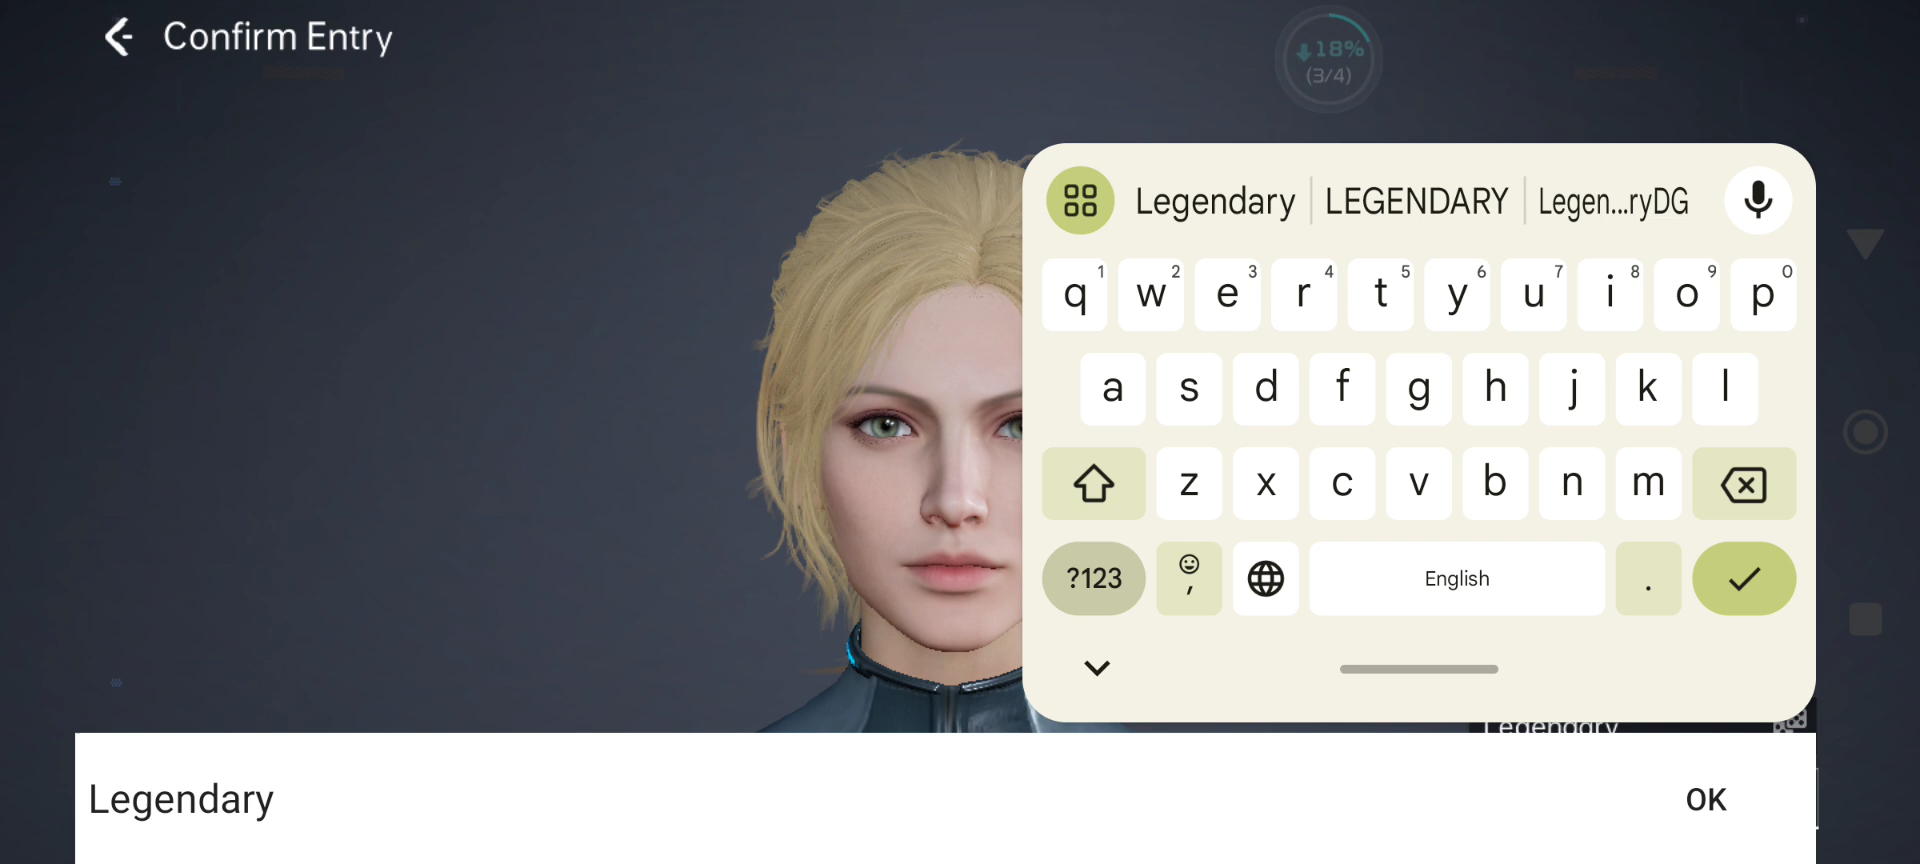 Confirm Entry
18%
(3/4)
Legendary LEGENDARY Legen...ryDG
q 1 w 2 e 3 r 4 t 5 y 6 u 7 i 8 o 9 p 0
a s d f g h j k l
z x c v b n m
?123 , English .
Legendary
Legendary OK